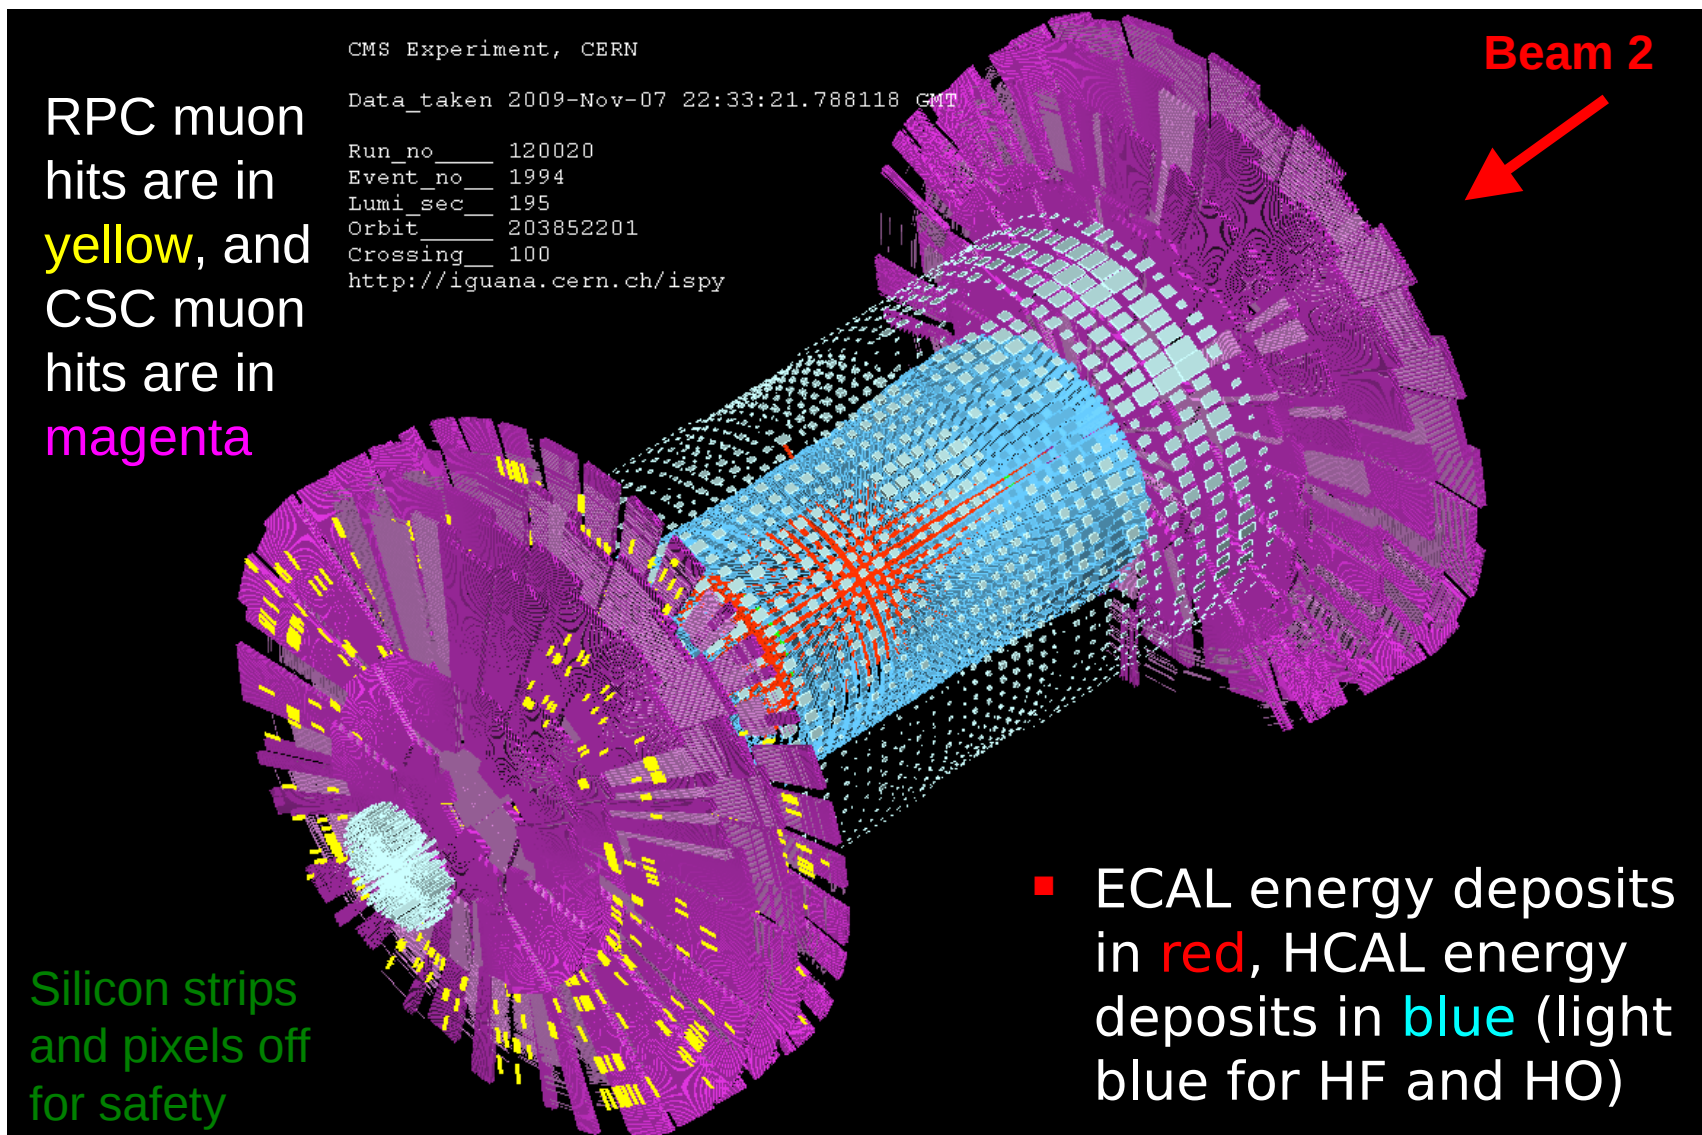 CMS Experiment, CERN
Data_taken 2009-Nov-07 22:33:21.788118 GMT
Run_no____ 120020
Event_no__ 1994
Lumi_sec__ 195
Orbit_____ 203852201
Crossing__ 100
http://iguana.cern.ch/ispy
Beam 2
RPC muon
hits are in
yellow, and
CSC muon
hits are in
magenta
ECAL energy deposits
in red, HCAL energy
deposits in blue (light
blue for HF and HO)
Silicon strips
and pixels off
for safety